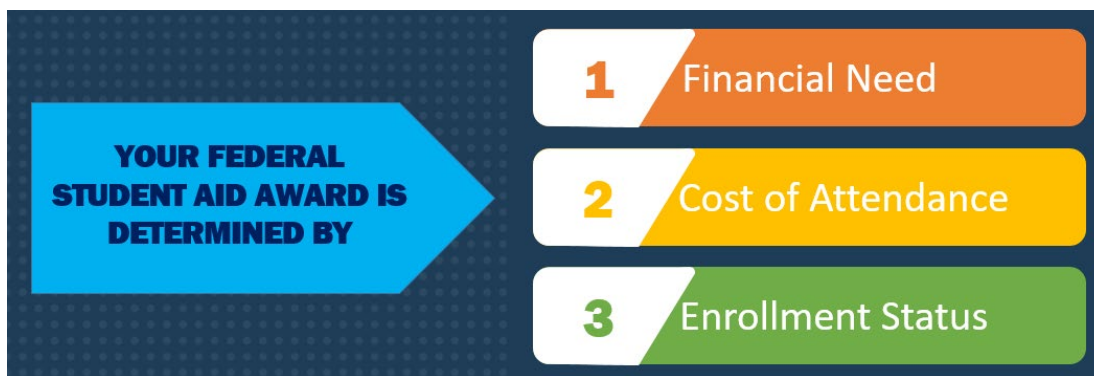 YOUR FEDERAL
STUDENT AID AWARD IS
DETERMINED BY
1 Financial Need
2 Cost of Attendance
3 Enrollment Status